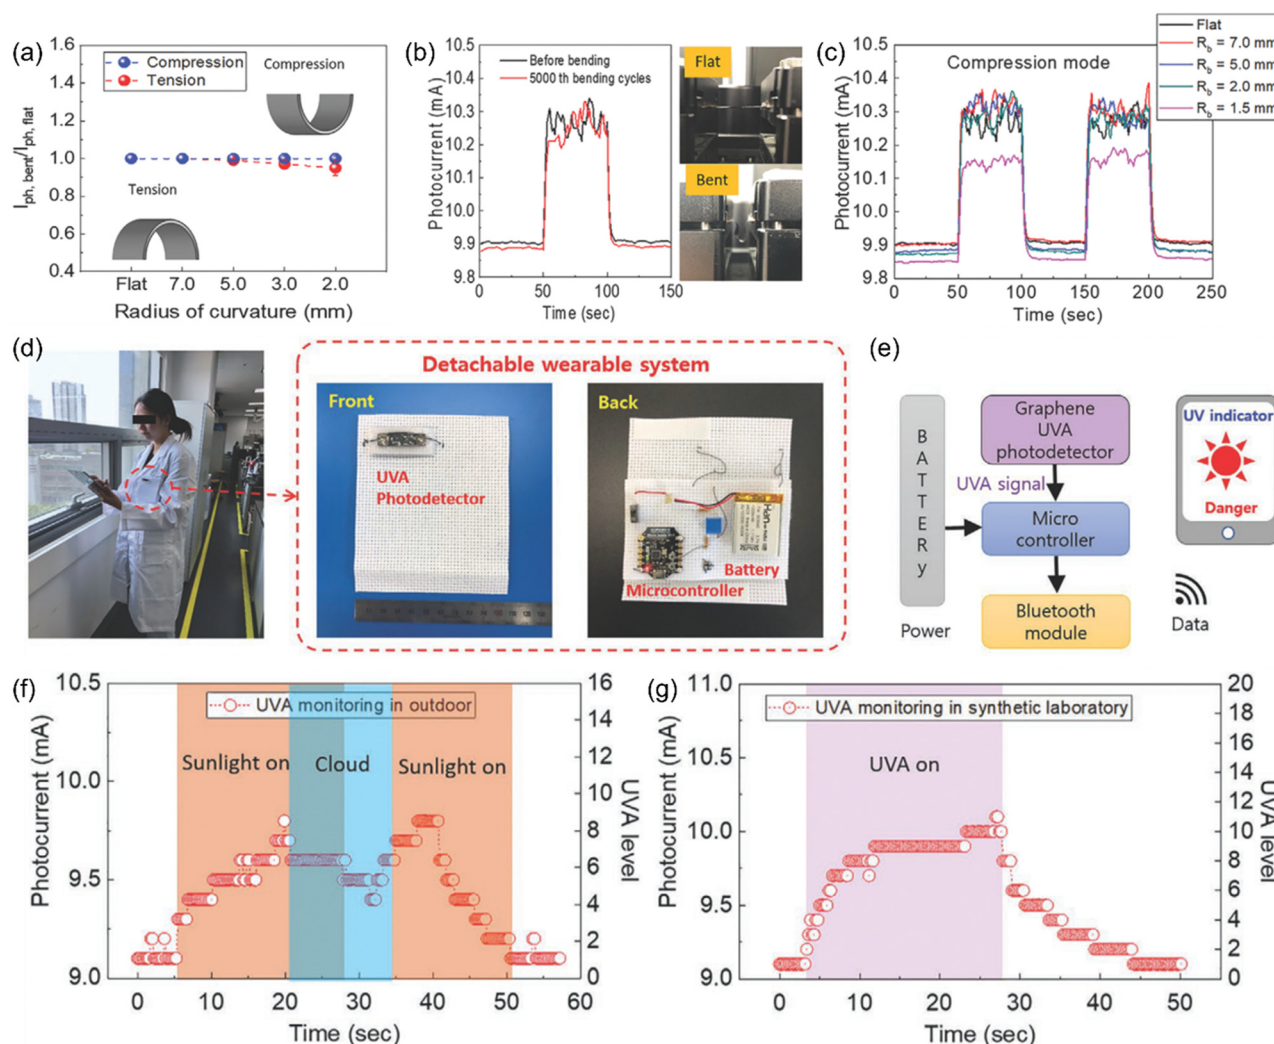 (a)
1.6
1.4
1.2
1.0
0.8
0.6
0.4
I_ph, bent/I_ph, flat
Compression
Tension
Compression
Tension
Flat 7.0 5.0 3.0 2.0
Radius of curvature (mm)
(b)
10.5
10.4
10.3
10.2
10.1
10.0
9.9
9.8
Photocurrent (mA)
Before bending
5000 th bending cycles
0 50 100 150
Time (sec)
Flat
Bent
(c)
10.5
10.4
10.3
10.2
10.1
10.0
9.9
9.8
Photocurrent (mA)
Compression mode
Flat
R_b = 7.0 mm
R_b = 5.0 mm
R_b = 2.0 mm
R_b = 1.5 mm
0 50 100 150 200 250
Time (sec)
(d)
Detachable wearable system
Front
UVA
Photodetector
Back
Battery
Microcontroller
(e)
BATTERy
Power
Graphene
UVA
photodetector
UVA signal
Micro
controller
Bluetooth
module
UV indicator
Danger
Data
(f)
10.5
10.0
9.5
9.0
Photocurrent (mA)
UVA monitoring in outdoor
Sunlight on
Cloud
Sunlight on
16
14
12
10
8
6
4
2
0
UVA level
0 10 20 30 40 50 60
Time (sec)
(g)
11.0
10.5
10.0
9.5
9.0
Photocurrent (mA)
UVA monitoring in synthetic laboratory
UVA on
20
18
16
14
12
10
8
6
4
2
0
UVA level
0 10 20 30 40 50
Time (sec)